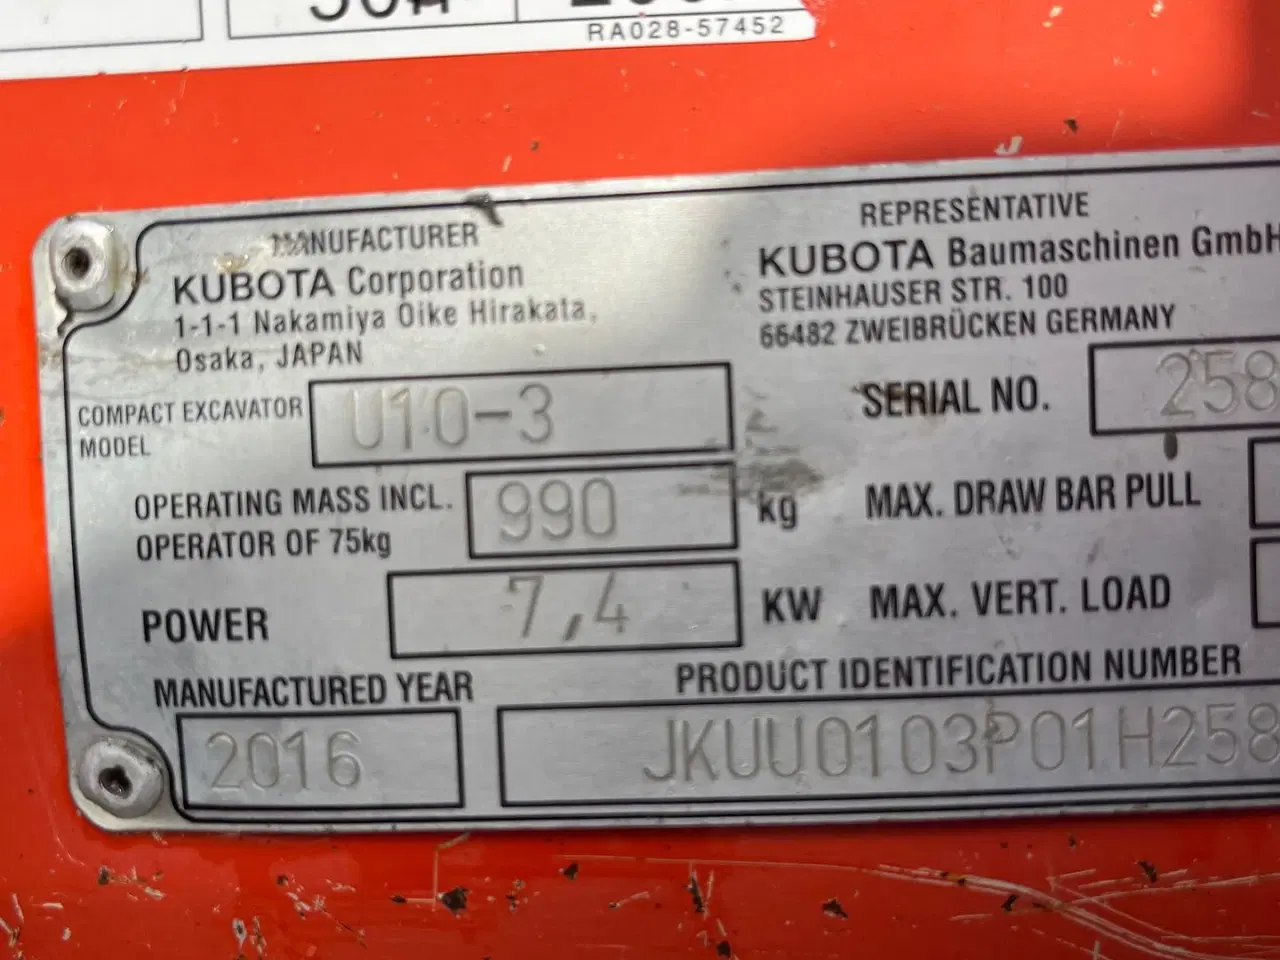 RA028-57452
MANUFACTURER
KUBOTA Corporation
1-1-1 Nakamiya Oike Hirakata,
Osaka, JAPAN
REPRESENTATIVE
KUBOTA Baumaschinen GmbH
STEINHAUSER STR. 100
66482 ZWEIBRÜCKEN GERMANY
COMPACT EXCAVATOR
MODEL
U10-3
SERIAL NO.
258
OPERATING MASS INCL.
OPERATOR OF 75kg
990
kg
MAX. DRAW BAR PULL
POWER
7,4
KW
MAX. VERT. LOAD
MANUFACTURED YEAR
2016
PRODUCT IDENTIFICATION NUMBER
JKUU0103P01H258